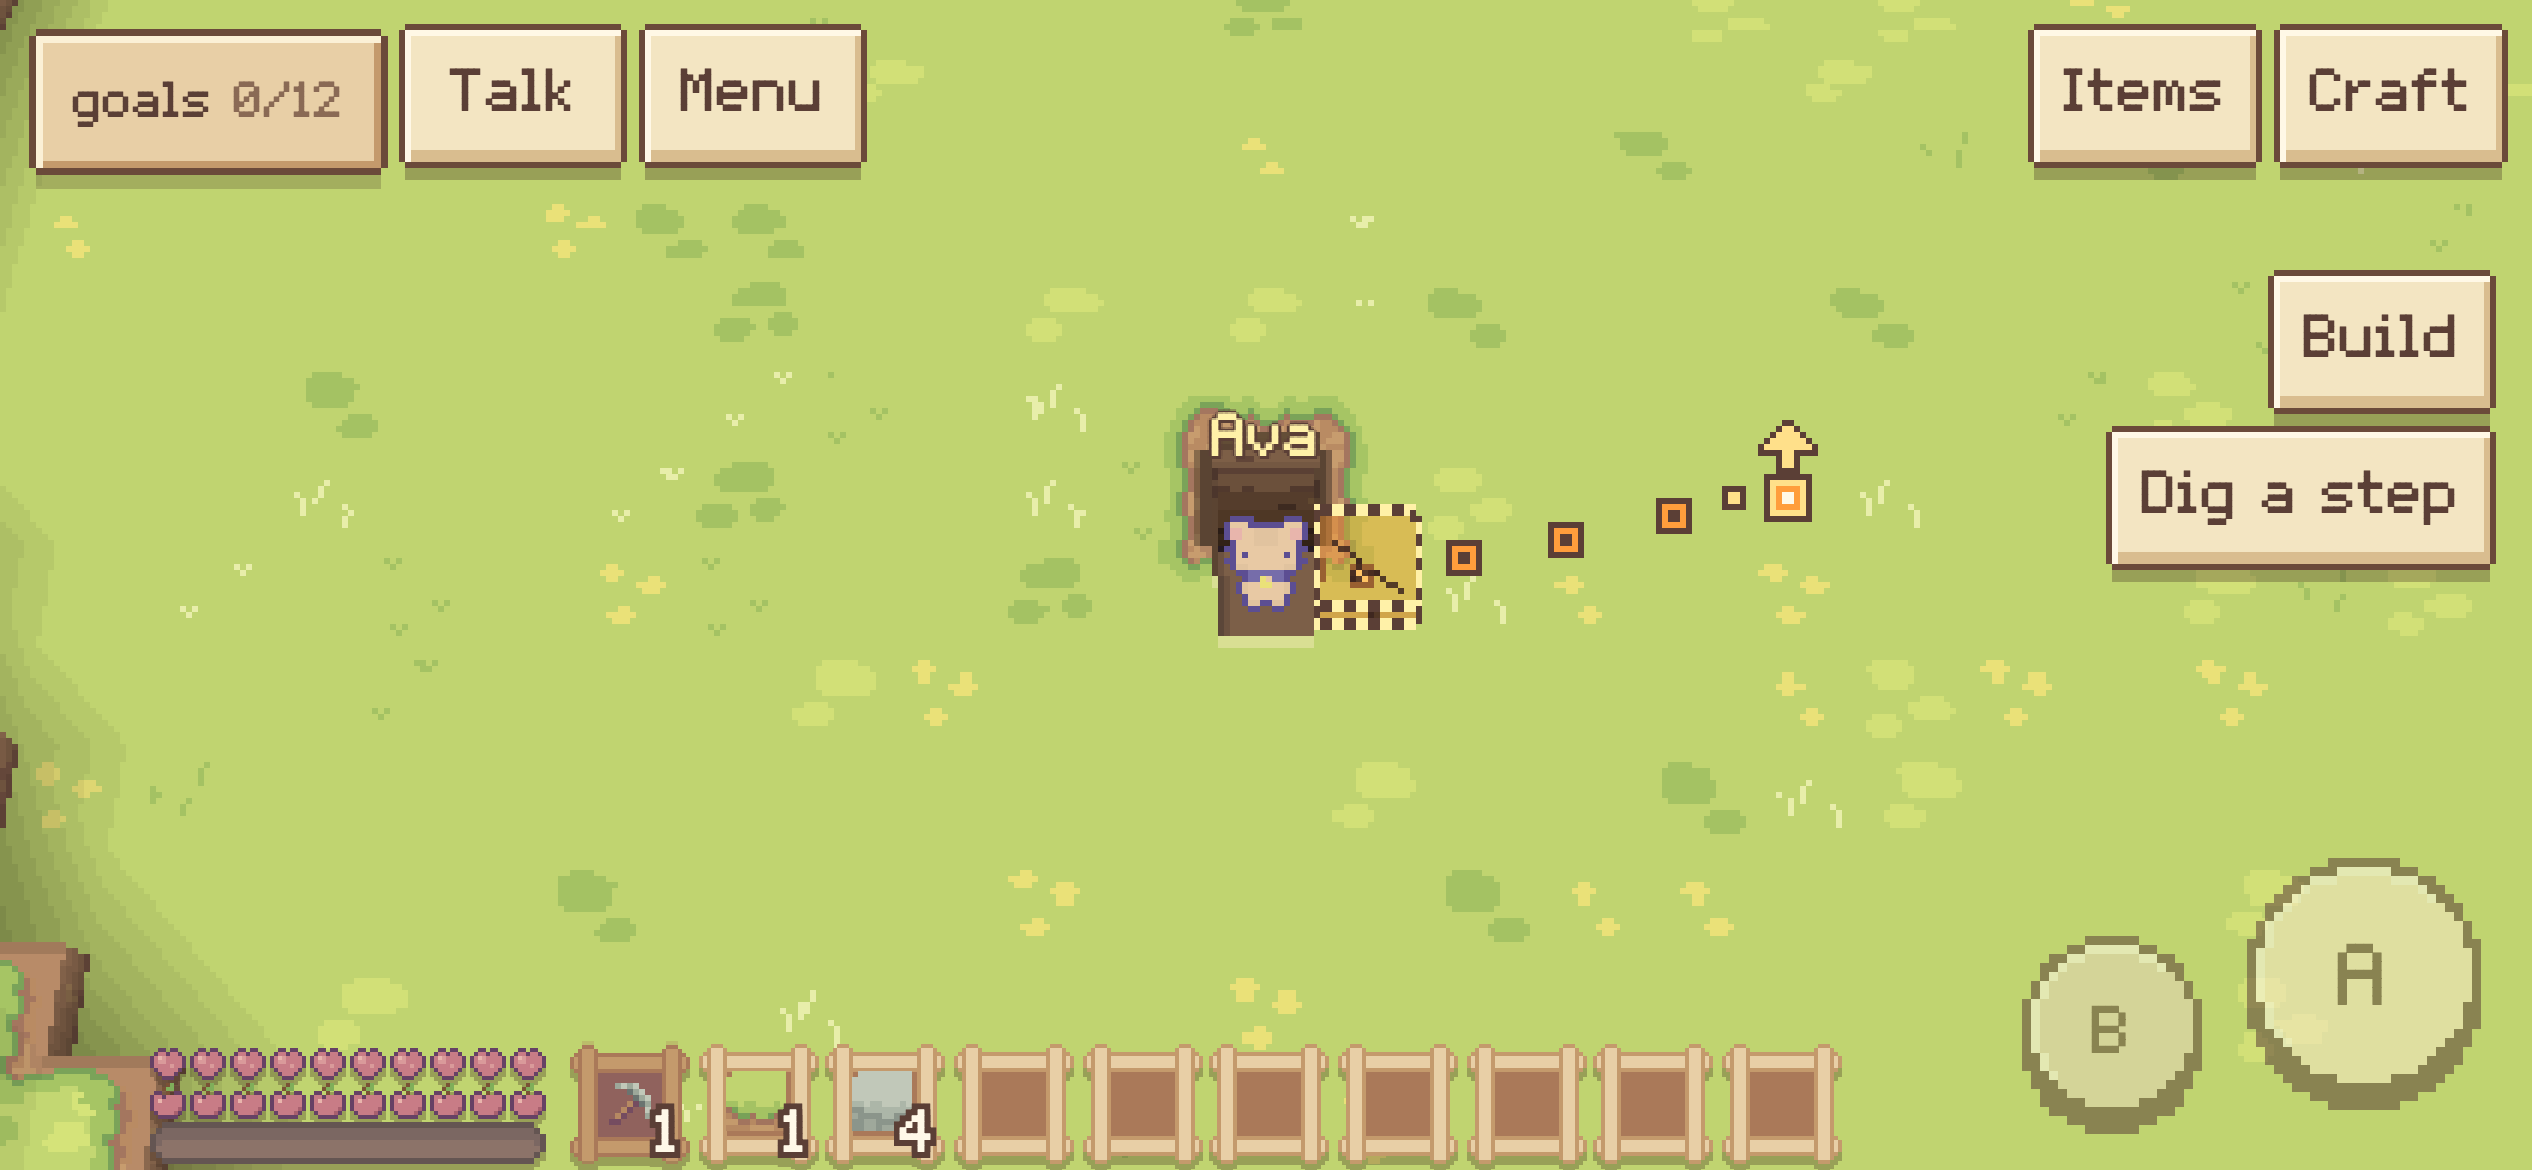 goals 0/12
Talk
Menu
Items
Craft
Build
Dig a step
Ava
A
B
1
1
4